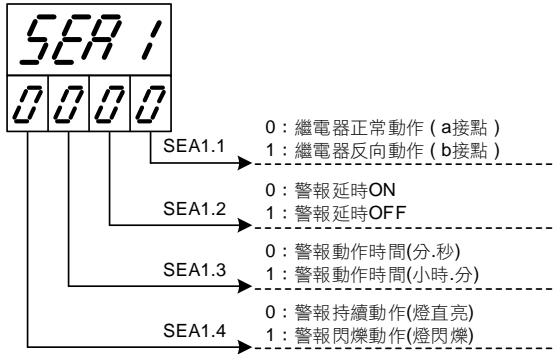 SEA1
0000
SEA1.1
0：繼電器正常動作 ( a接點 )
1：繼電器反向動作 ( b接點 )
SEA1.2
0：警報延時ON
1：警報延時OFF
SEA1.3
0：警報動作時間(分.秒)
1：警報動作時間(小時.分)
SEA1.4
0：警報持續動作(燈直亮)
1：警報閃爍動作(燈閃爍)